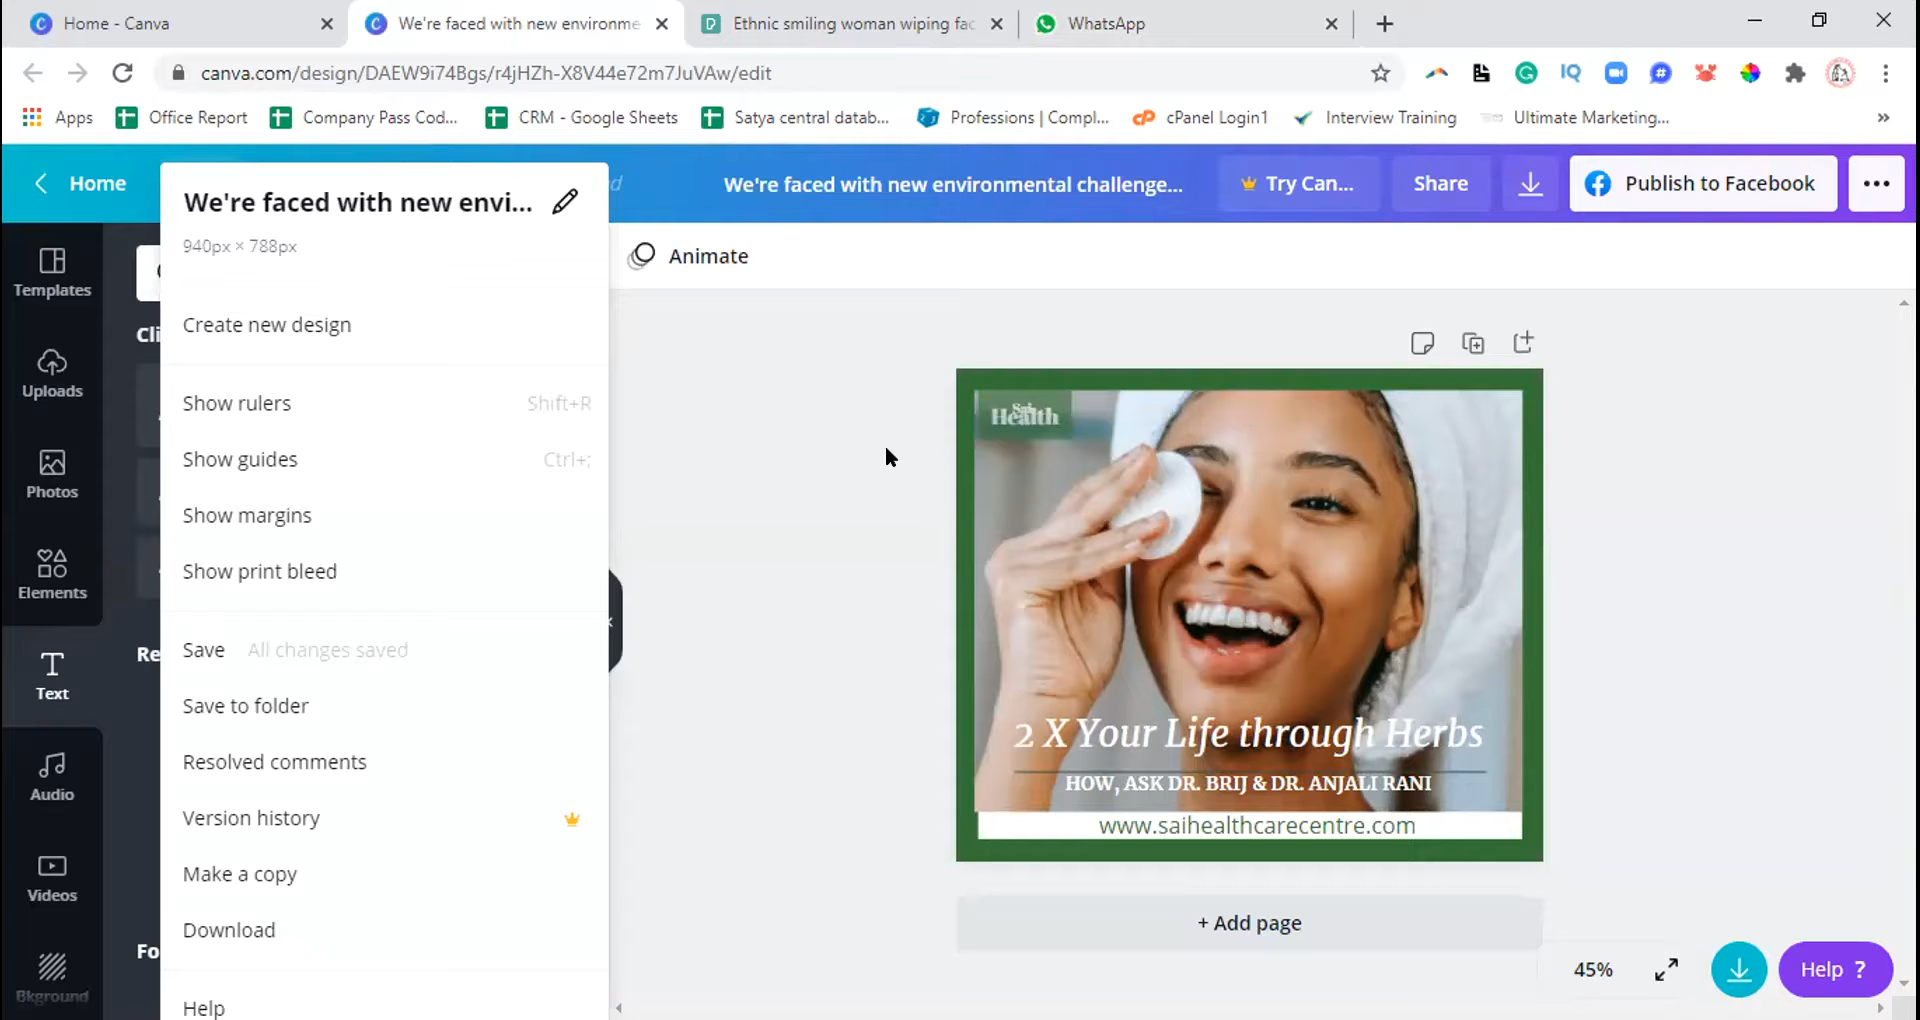 Home - Canva
We're faced with new environme
Ethnic smiling woman wiping fac
WhatsApp
canva.com/design/DAEW9i74Bgs/r4jHZh-X8V44e72m7JuVAw/edit
Apps
Office Report
Company Pass Cod...
CRM - Google Sheets
Satya central datab...
Professions | Compl...
cPanel Login1
Interview Training
Ultimate Marketing...
Home
We're faced with new environmental challenge...
Try Can...
Share
Publish to Facebook
We're faced with new envi...
940px × 788px
Create new design
Show rulers Shift+R
Show guides Ctrl+;
Show margins
Show print bleed
Save All changes saved
Save to folder
Resolved comments
Version history
Make a copy
Download
Help
Templates
Uploads
Photos
Elements
Text
Audio
Videos
Bkground
Cli
Re
Fo
Animate
Sai
Health
2 X Your Life through Herbs
HOW, ASK DR. BRIJ & DR. ANJALI RANI
www.saihealthcarecentre.com
+ Add page
45%
Help ?